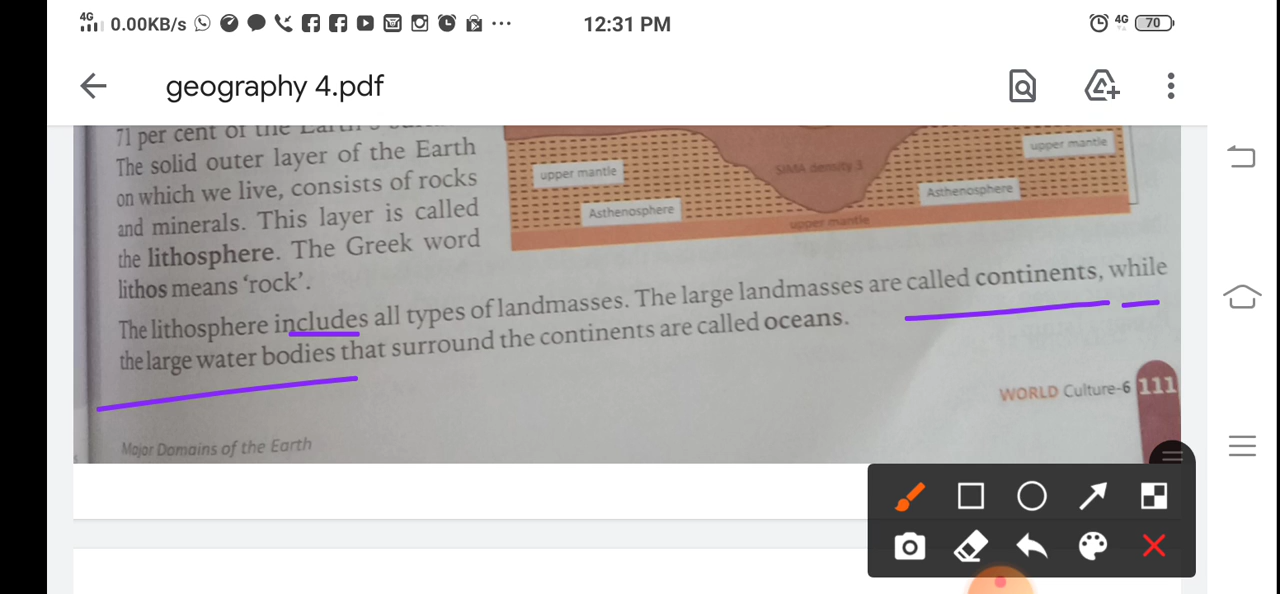 4G 0.00KB/s 12:31 PM 4G 70
geography 4.pdf
71 per cent of the Earth's
The solid outer layer of the Earth
on which we live, consists of rocks
and minerals. This layer is called
the lithosphere. The Greek word
lithos means ‘rock’.
upper mantle
Asthenosphere
SIMA density 3
upper mantle
upper mantle
Asthenosphere
The lithosphere includes all types of landmasses. The large landmasses are called continents, while
the large water bodies that surround the continents are called oceans.
WORLD Culture-6 111
Major Domains of the Earth